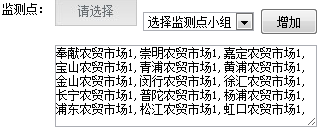 监测点： 请选择 选择监测点小组 增加
奉献农贸市场1,崇明农贸市场1,嘉定农贸市场1,
宝山农贸市场1,青浦农贸市场1,黄浦农贸市场1,
金山农贸市场1,闵行农贸市场1,徐汇农贸市场1,
长宁农贸市场1,普陀农贸市场1,杨浦农贸市场1,
浦东农贸市场1,松江农贸市场1,虹口农贸市场1,